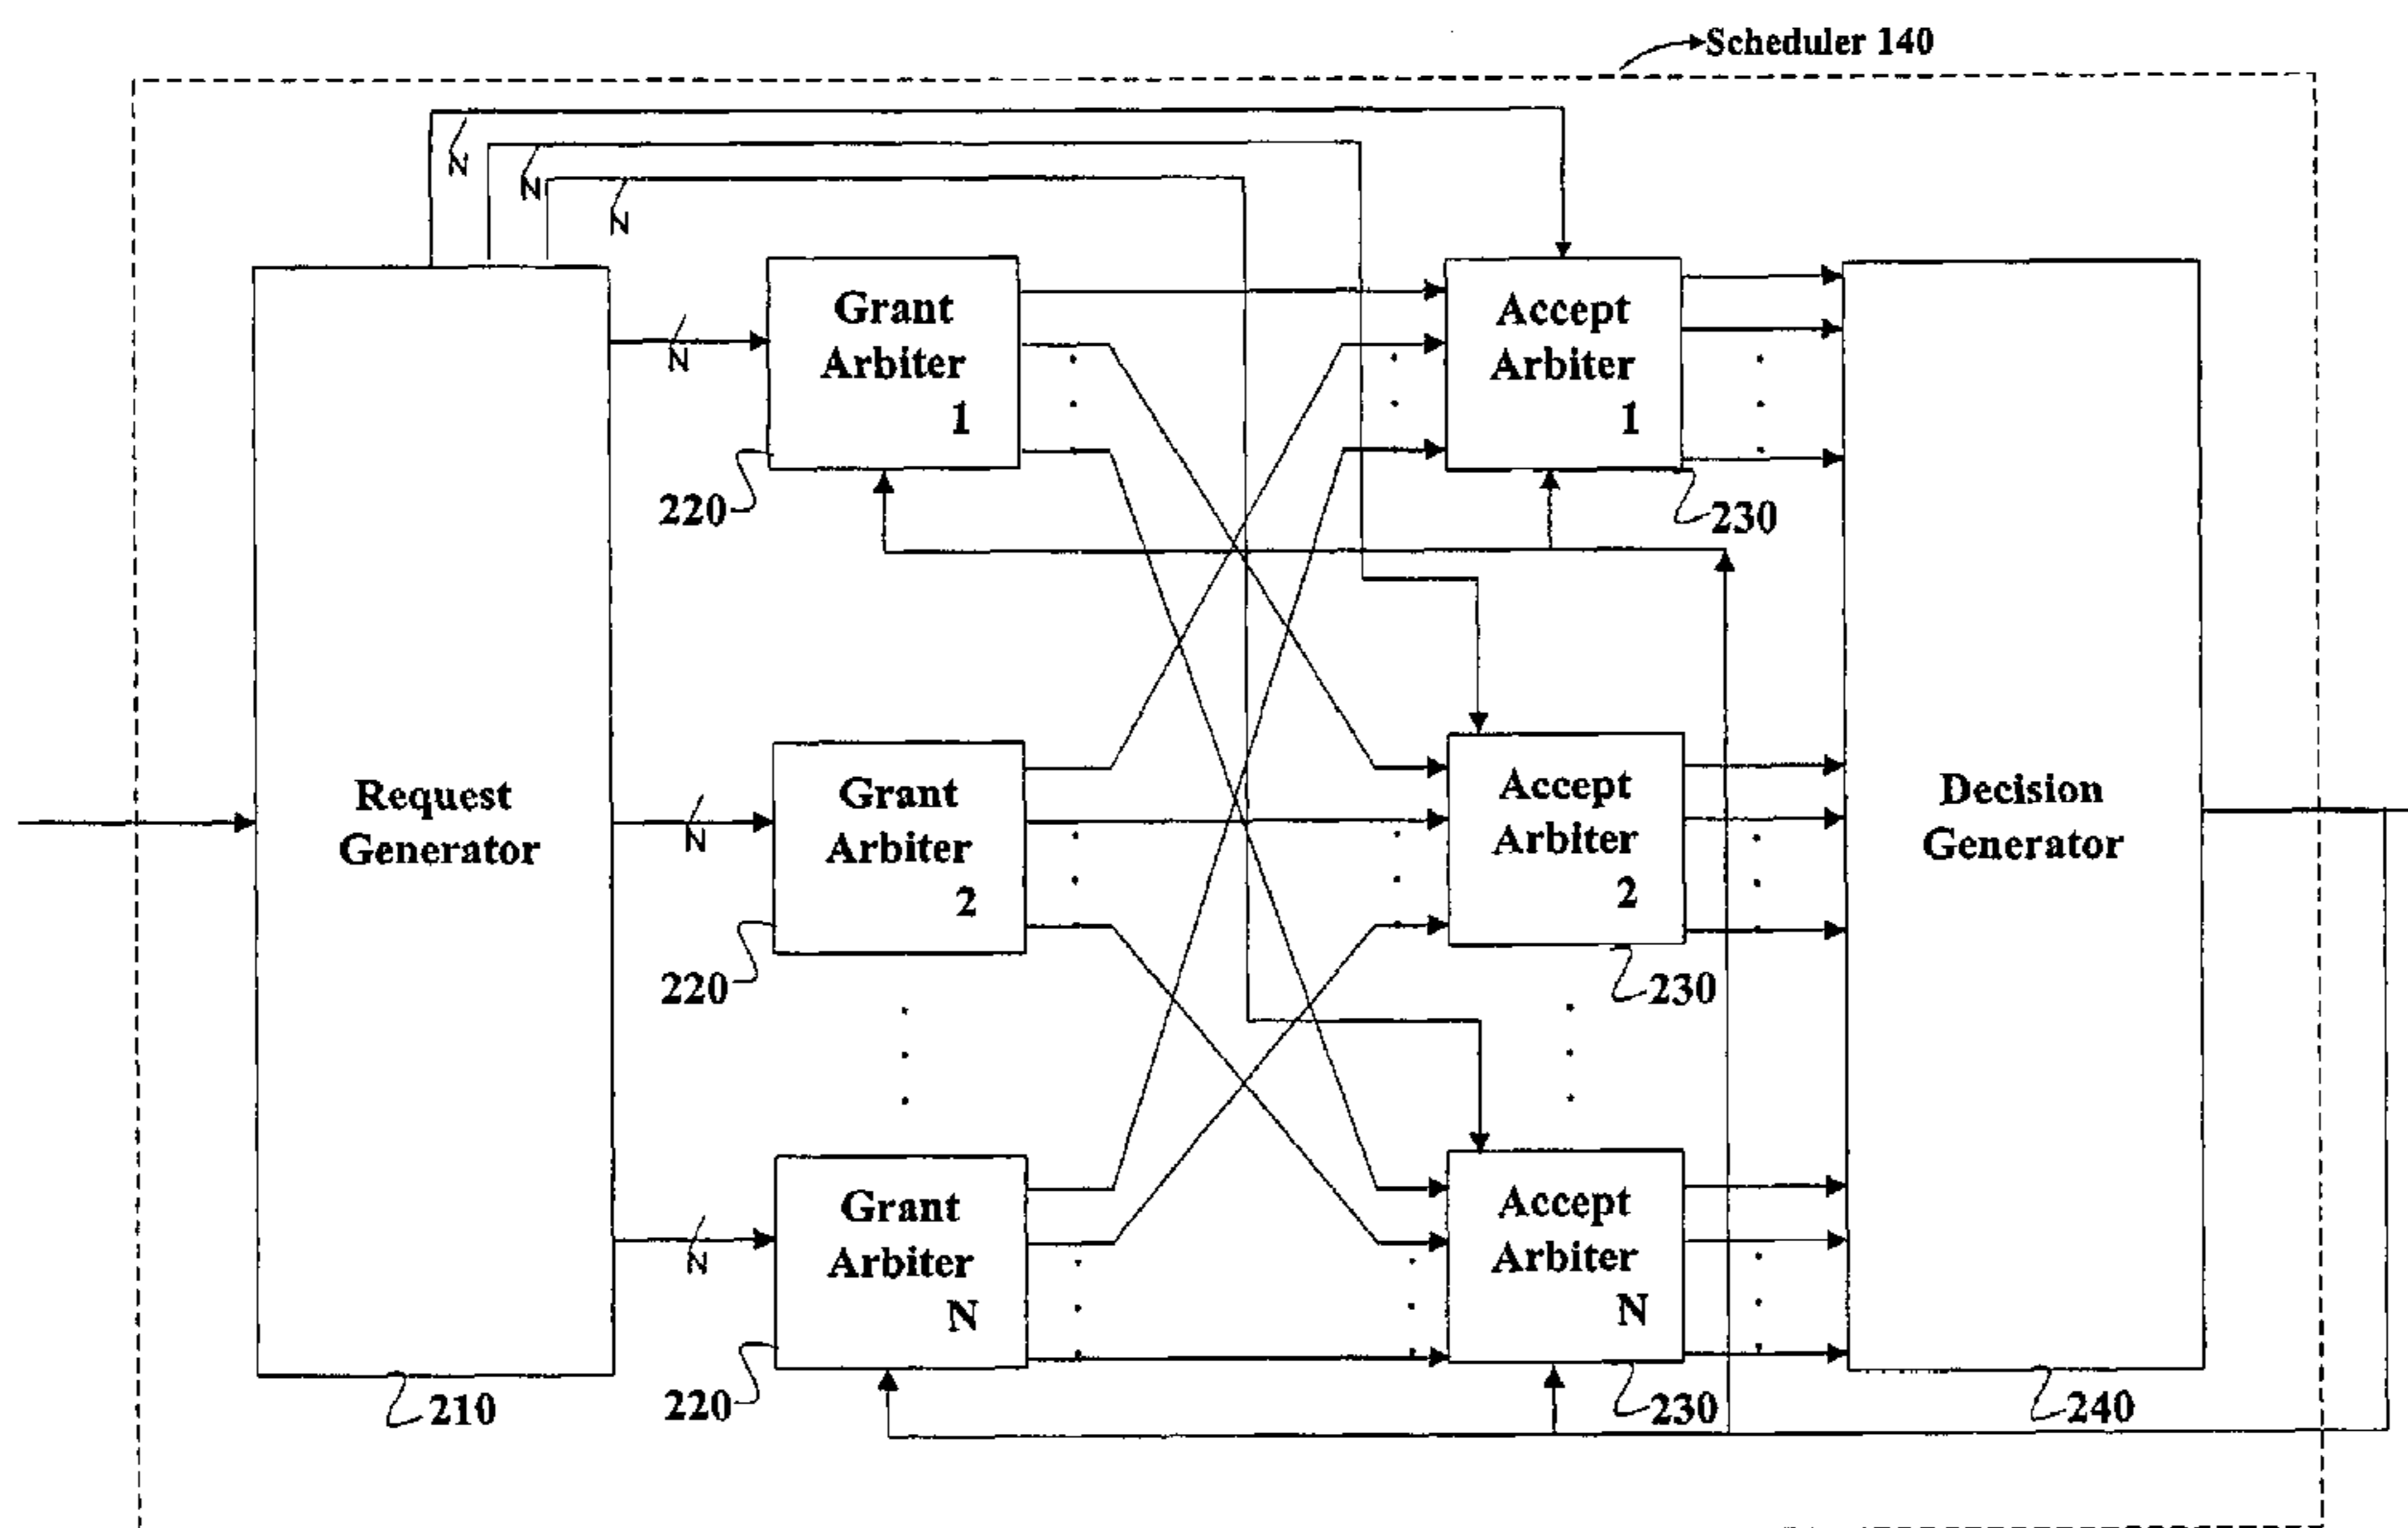 Scheduler 140
N
N
N
Request
Generator
210
N
N
N
Grant
Arbiter
1
220
Grant
Arbiter
2
220
Grant
Arbiter
N
220
Accept
Arbiter
1
230
Accept
Arbiter
2
230
Accept
Arbiter
N
230
Decision
Generator
240